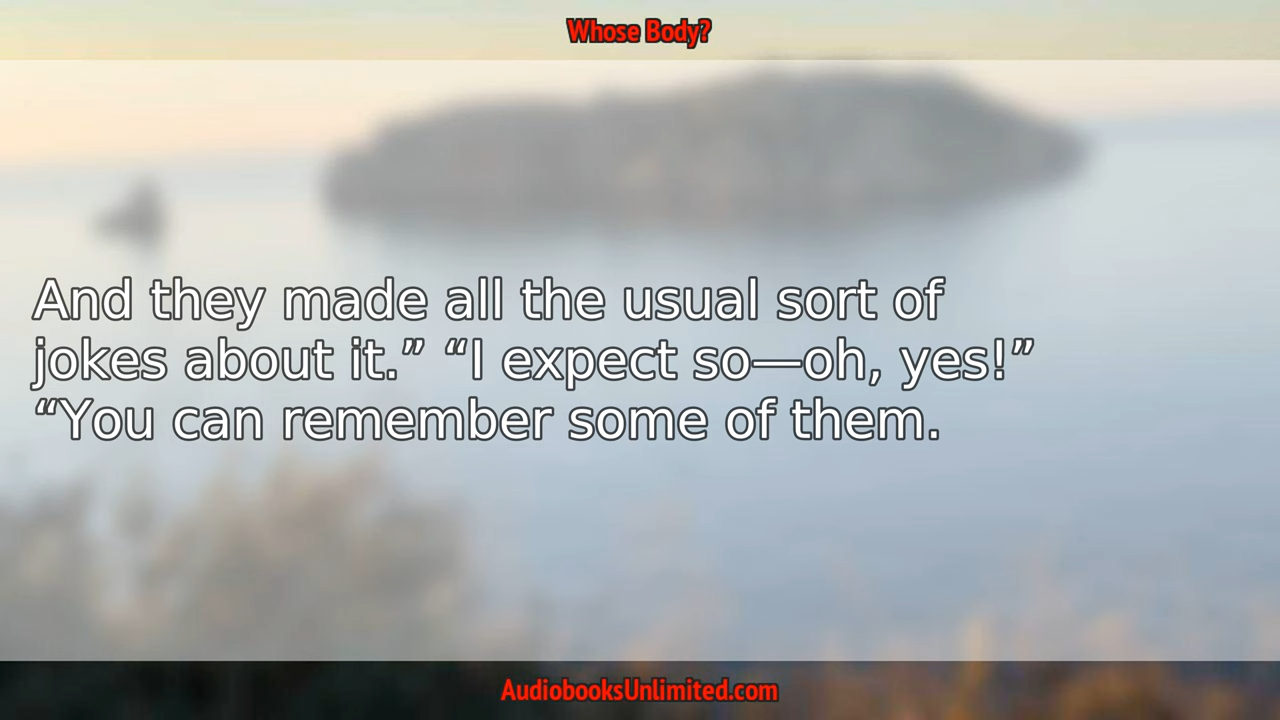 Whose Body?
And they made all the usual sort of
jokes about it.” “I expect so—oh, yes!”
“You can remember some of them.
AudiobooksUnlimited.com